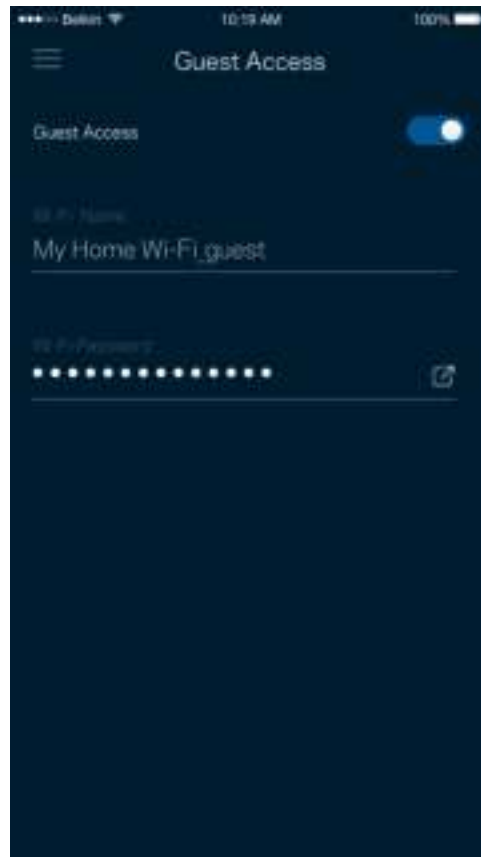 Belkin 10:19 AM 100%
Guest Access
Guest Access
Wi-Fi Name
My Home Wi-Fi_guest
Wi-Fi Password